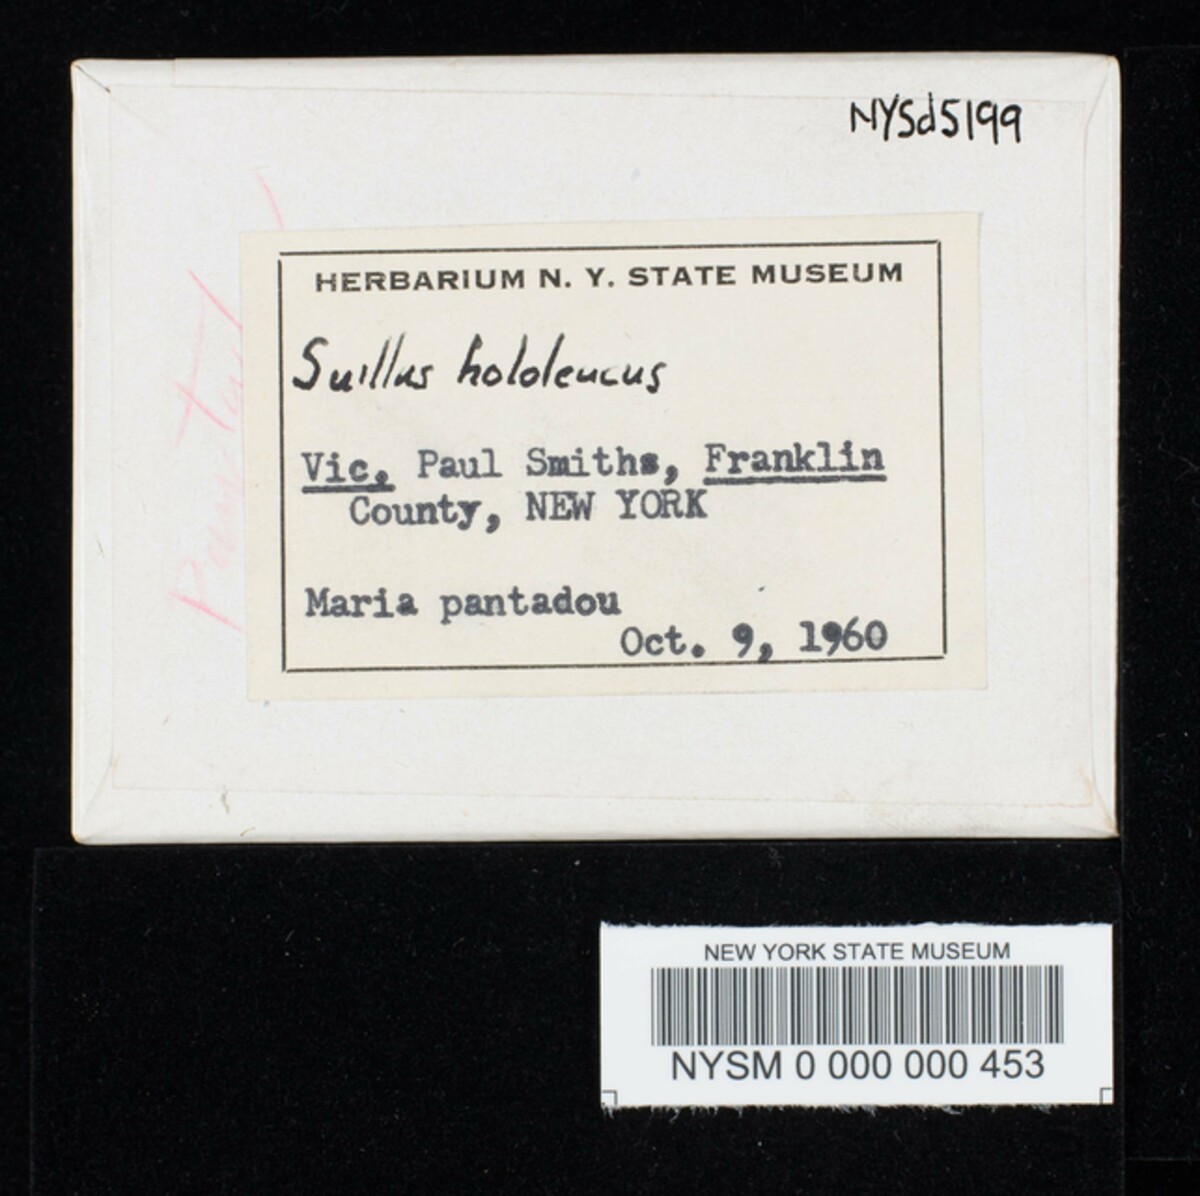 NYSd5199
HERBARIUM N. Y. STATE MUSEUM
Suillus hololeucus
Vic. Paul Smiths, Franklin
County, NEW YORK
Maria pantadou
Oct. 9, 1960
NEW YORK STATE MUSEUM
NYSM 0 000 000 453